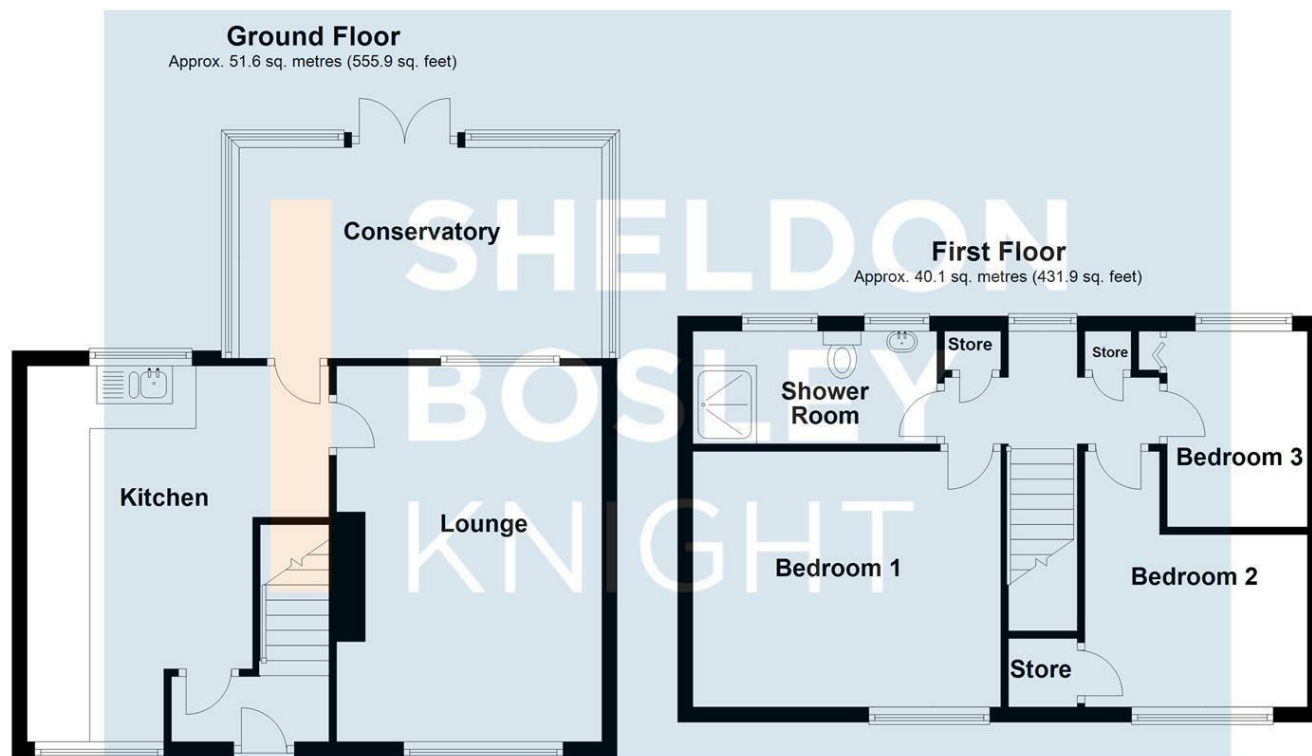 Ground Floor
Approx. 51.6 sq. metres (555.9 sq. feet)
Conservatory
Kitchen
Lounge
First Floor
Approx. 40.1 sq. metres (431.9 sq. feet)
Store
Store
Shower
Room
Bedroom 3
Bedroom 1
Bedroom 2
Store
SHELDON
BOSLEY
KNIGHT